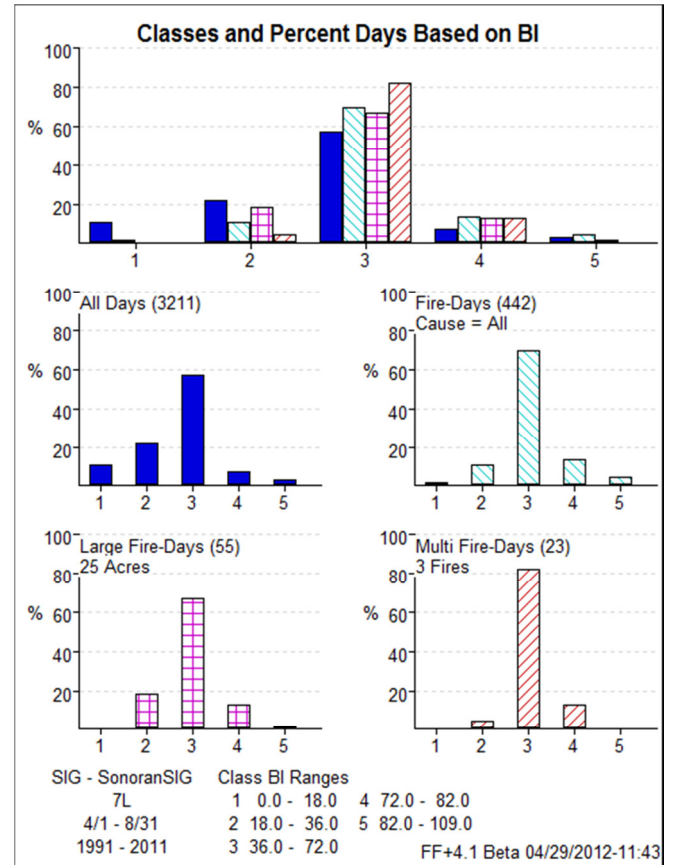 Classes and Percent Days Based on BI
100
80
% 60
40
20
1 2 3 4 5
100 All Days (3211)
80
% 60
40
20
1 2 3 4 5
100 Fire-Days (442)
80 Cause = All
% 60
40
20
1 2 3 4 5
100 Large Fire-Days (55)
80 25 Acres
% 60
40
20
1 2 3 4 5
100 Multi Fire-Days (23)
80 3 Fires
% 60
40
20
1 2 3 4 5
SIG - SonoranSIG Class BI Ranges
7L 1 0.0 - 18.0 4 72.0 - 82.0
4/1 - 8/31 2 18.0 - 36.0 5 82.0 - 109.0
1991 - 2011 3 36.0 - 72.0 FF+4.1 Beta 04/29/2012-11:43